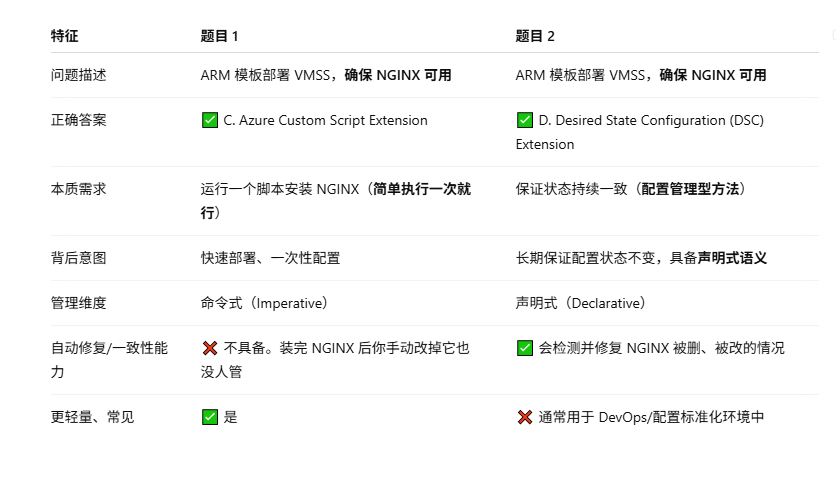 特征 题目 1 题目 2
问题描述 ARM 模板部署 VMSS，确保 NGINX 可用 ARM 模板部署 VMSS，确保 NGINX 可用
正确答案 ✅ C. Azure Custom Script Extension ✅ D. Desired State Configuration (DSC)
Extension
本质需求 运行一个脚本安装 NGINX（简单执行一次就 保证状态持续一致（配置管理型方法）
行）
背后意图 快速部署、一次性配置 长期保证配置状态不变，具备声明式语义
管理维度 命令式（Imperative） 声明式（Declarative）
自动修复/一致性能 ❌ 不具备。装完 NGINX 后你手动改掉它也 ✅ 会检测并修复 NGINX 被删、被改的情况
力 没人管
更轻量、常见 ✅ 是 ❌ 通常用于 DevOps/配置标准化环境中